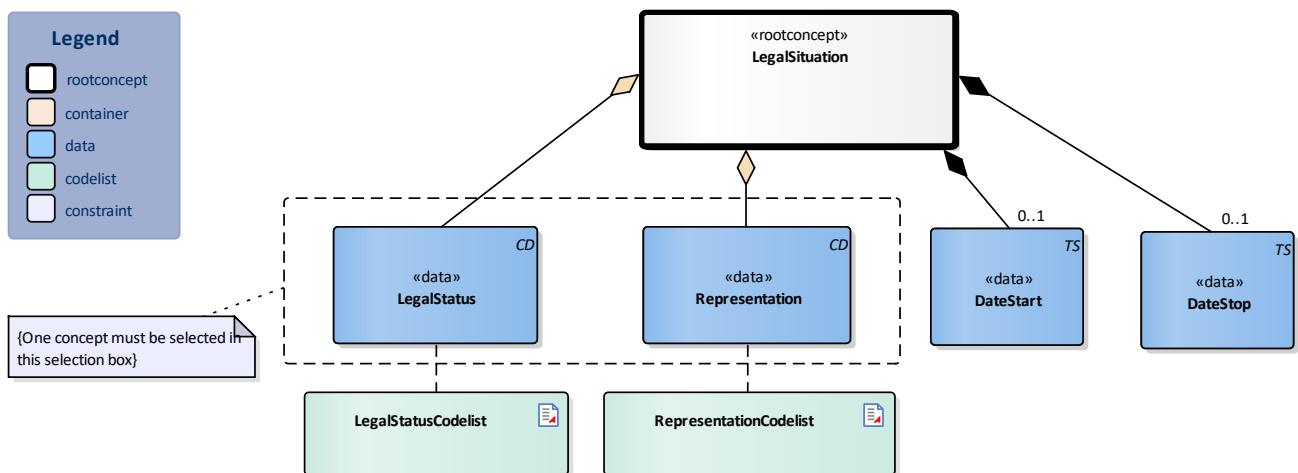 Legend
rootconcept
container
data
codelist
constraint
«rootconcept»
LegalSituation
0..1
0..1
CD
«data»
LegalStatus
CD
«data»
Representation
TS
«data»
DateStart
TS
«data»
DateStop
{One concept must be selected in
this selection box}
LegalStatusCodelist
RepresentationCodelist